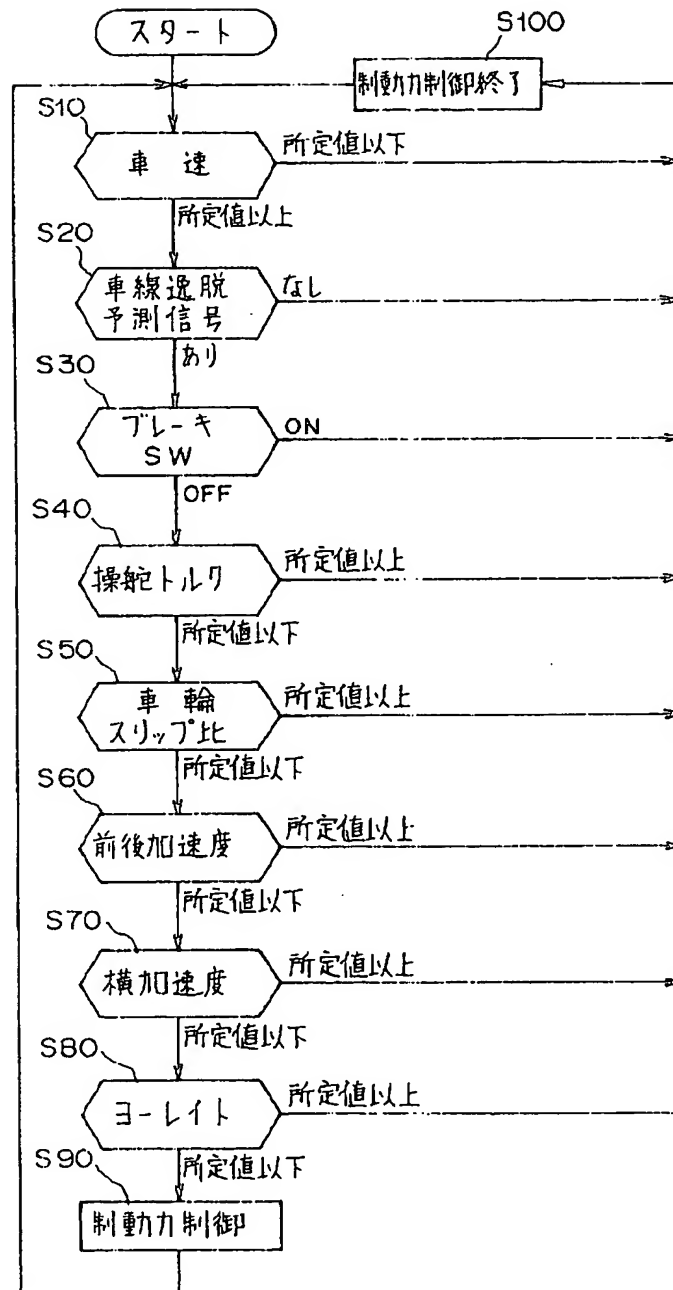 スタート
S100
制動力制御終了
S10
車速
所定値以下
所定値以上
S20
車線逸脱
予測信号
なし
あり
S30
ブレーキ
SW
ON
OFF
S40
操舵トルク
所定値以上
所定値以下
S50
車輪
スリップ比
所定値以上
所定値以下
S60
前後加速度
所定値以上
所定値以下
S70
横加速度
所定値以上
所定値以下
S80
ヨーレイト
所定値以上
所定値以下
S90
制動力制御